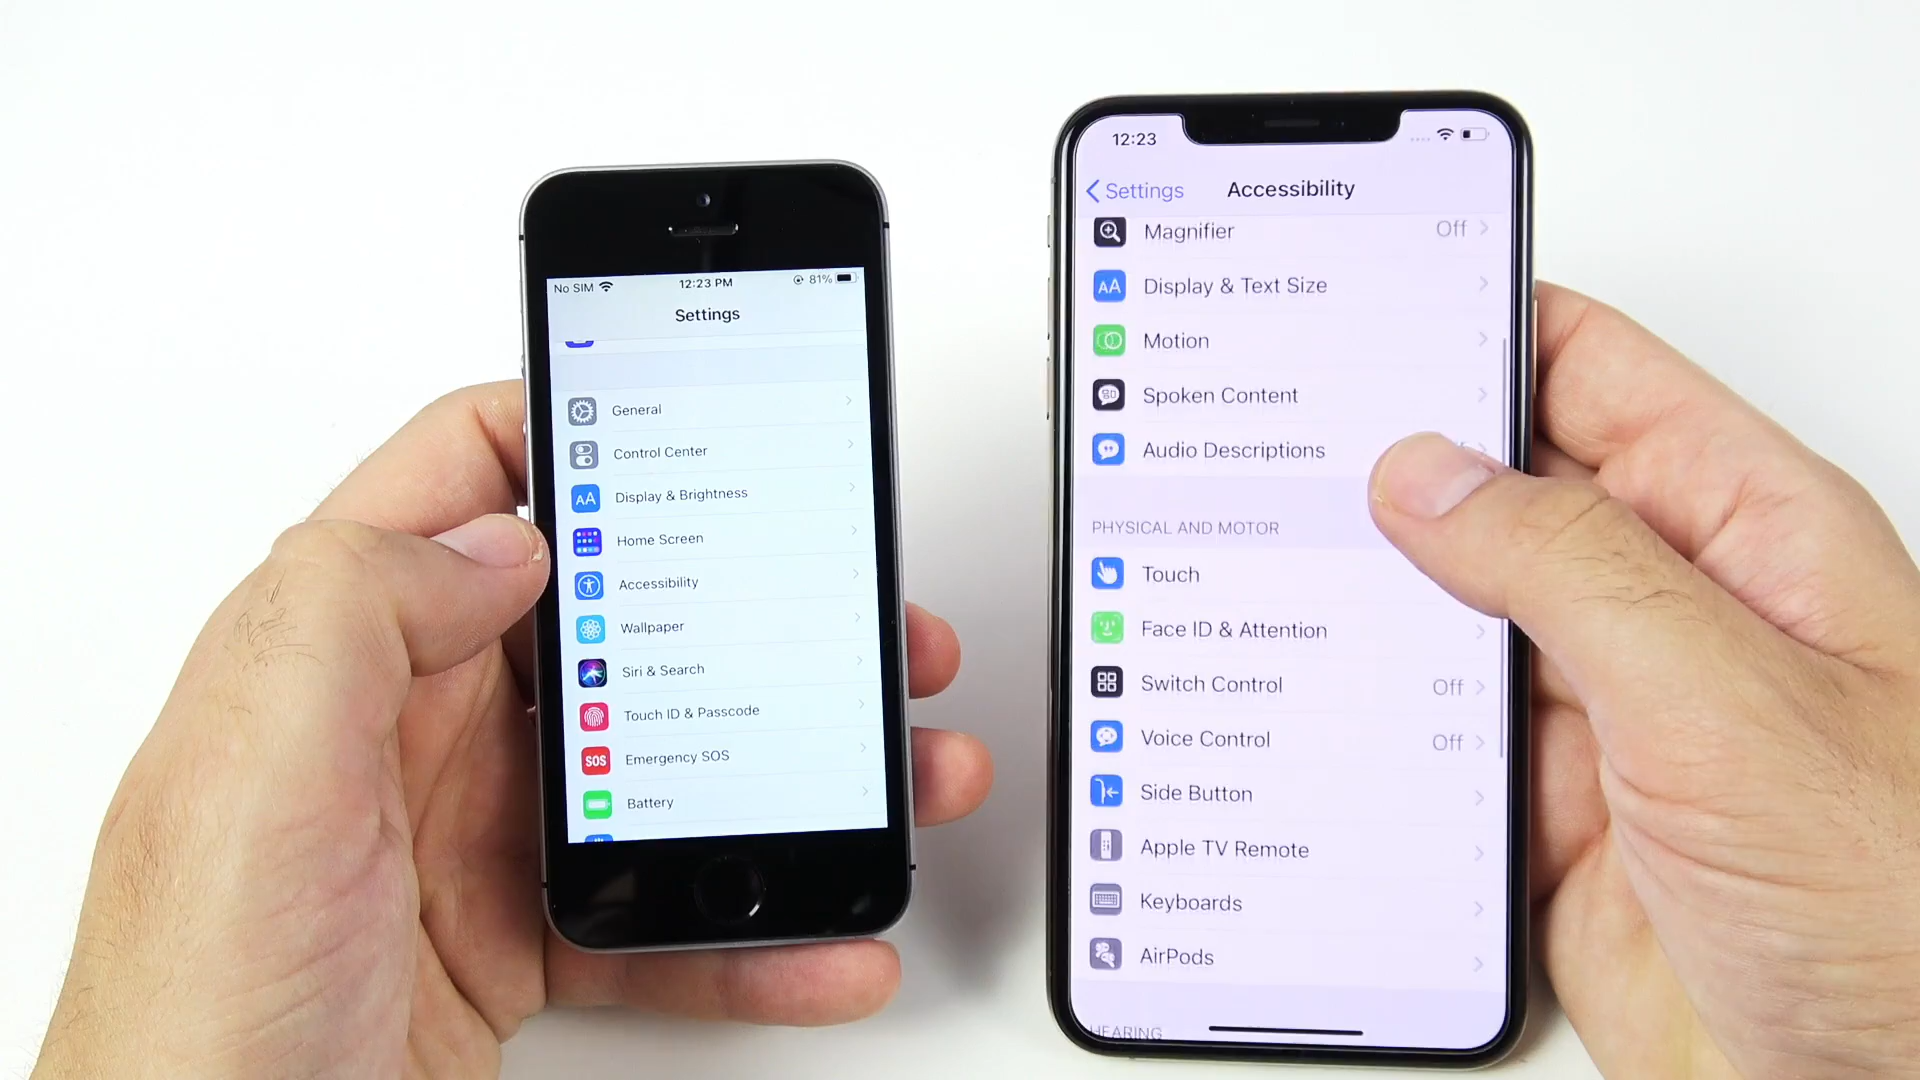 No SIM 12:23 PM 81%
Settings
General
Control Center
AA Display & Brightness
Home Screen
Accessibility
Wallpaper
Siri & Search
Touch ID & Passcode
SOS Emergency SOS
Battery
12:23
Settings Accessibility
Magnifier Off
AA Display & Text Size
Motion
Spoken Content
Audio Descriptions
PHYSICAL AND MOTOR
Touch
Face ID & Attention
Switch Control Off
Voice Control Off
Side Button
Apple TV Remote
Keyboards
AirPods
HEARING